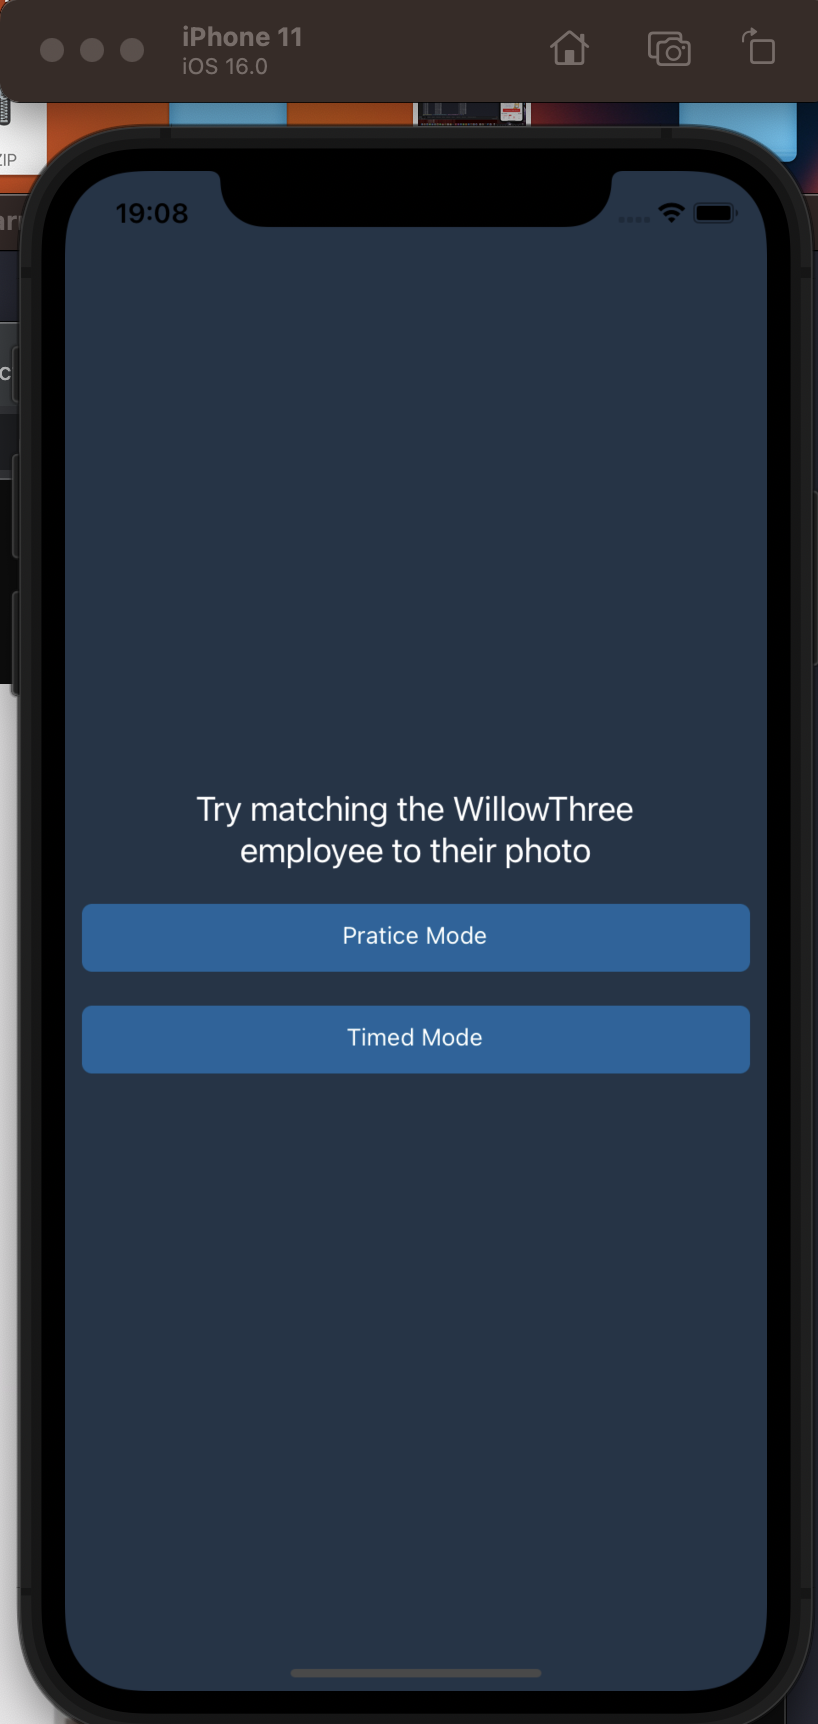 iPhone 11
iOS 16.0
ZIP
19:08
Try matching the WillowThree
employee to their photo
Pratice Mode
Timed Mode